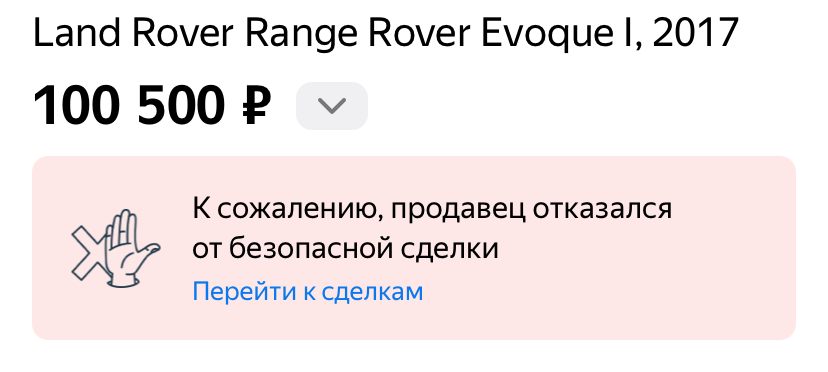 Land Rover Range Rover Evoque I, 2017
100 500 ₽
К сожалению, продавец отказался
от безопасной сделки
Перейти к сделкам